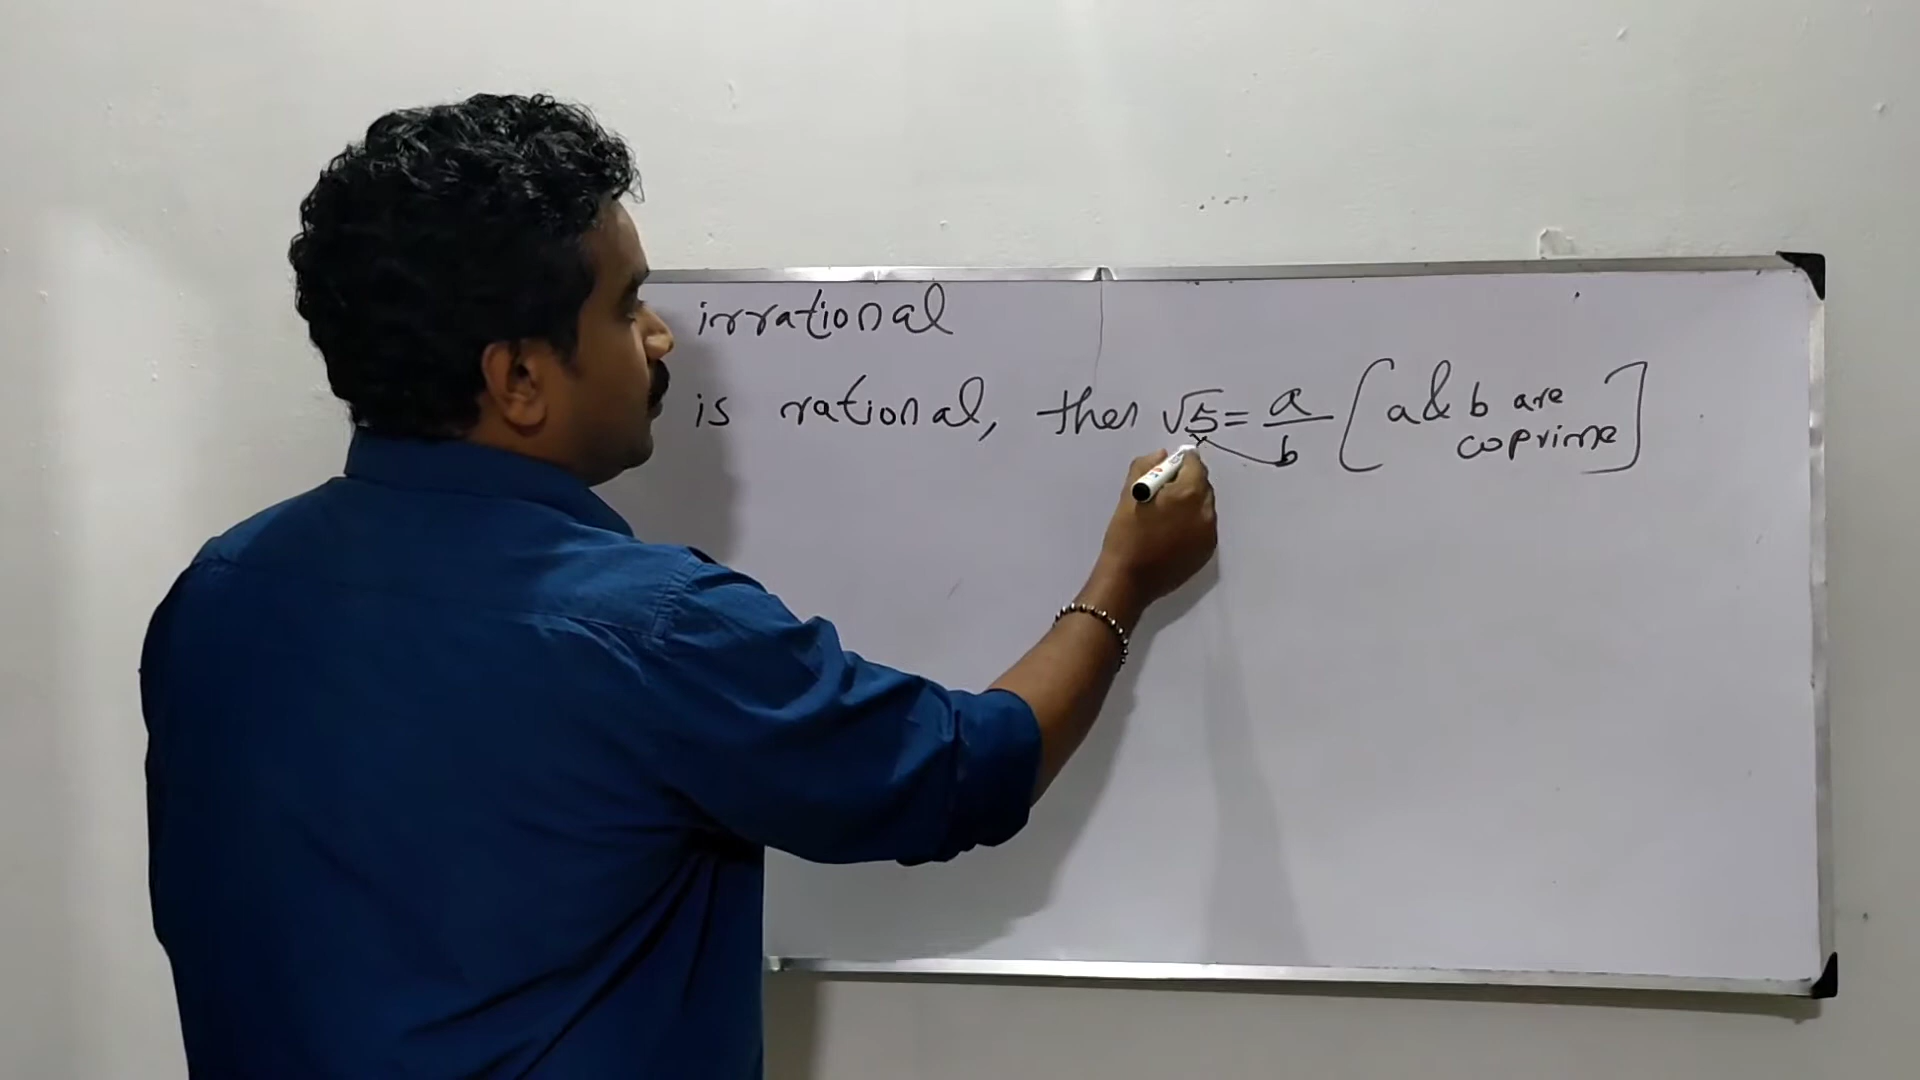 irrational
is rational, then √5 = a/b [a & b are
coprime]